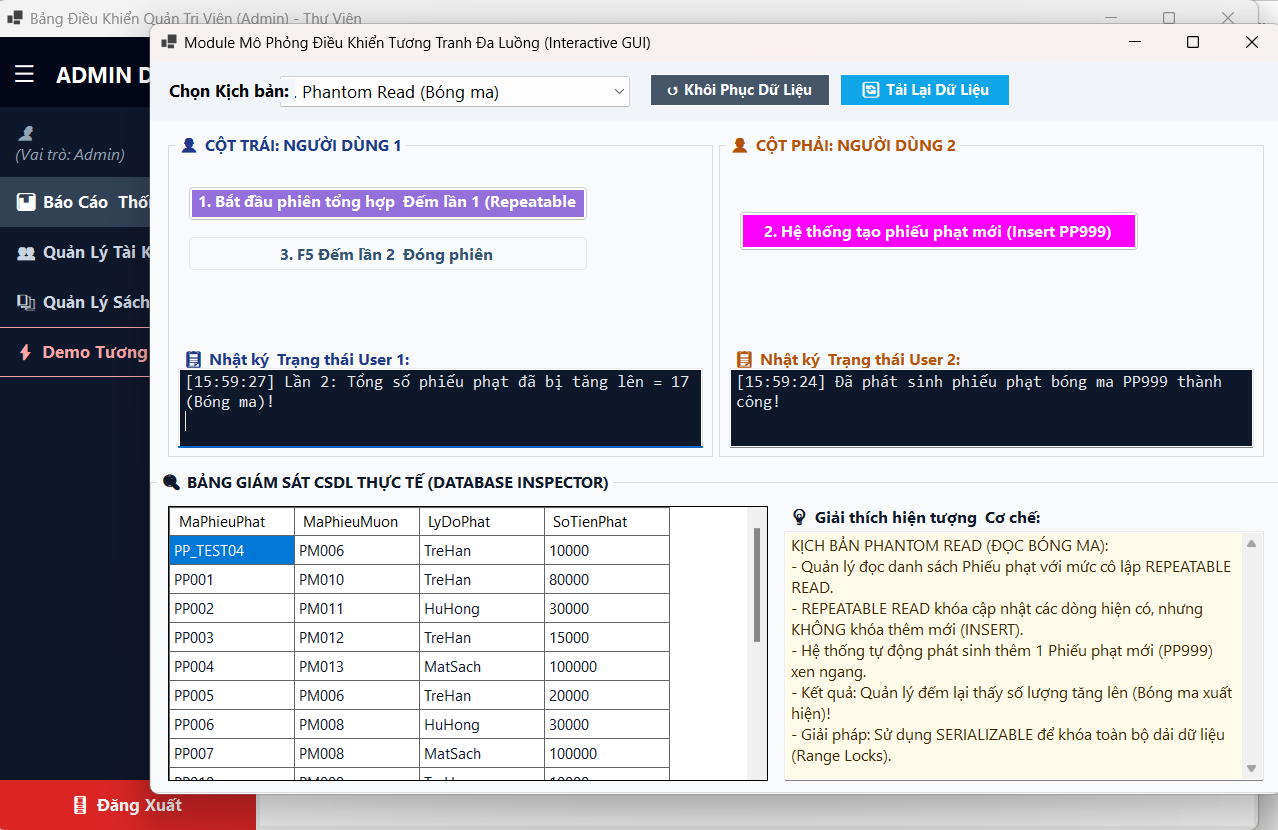 Bảng Điều Khiển Quản Trị Viên (Admin) - Thư Viện
Module Mô Phỏng Điều Khiển Tương Tranh Đa Luồng (Interactive GUI)
ADMIN D
(Vai trò: Admin)
Báo Cáo Thố
Quản Lý Tài K
Quản Lý Sách
Demo Tương
Đăng Xuất
Chọn Kịch bản: . Phantom Read (Bóng ma)
↺ Khôi Phục Dữ Liệu
Tải Lại Dữ Liệu
CỘT TRÁI: NGƯỜI DÙNG 1
1. Bắt đầu phiên tổng hợp Đếm lần 1 (Repeatable
3. F5 Đếm lần 2 Đóng phiên
Nhật ký Trạng thái User 1:
[15:59:27] Lần 2: Tổng số phiếu phạt đã bị tăng lên = 17
(Bóng ma)!
CỘT PHẢI: NGƯỜI DÙNG 2
2. Hệ thống tạo phiếu phạt mới (Insert PP999)
Nhật ký Trạng thái User 2:
[15:59:24] Đã phát sinh phiếu phạt bóng ma PP999 thành
công!
BẢNG GIÁM SÁT CSDL THỰC TẾ (DATABASE INSPECTOR)
MaPhieuPhat MaPhieuMuon LyDoPhat SoTienPhat
PP_TEST04 PM006 TreHan 10000
PP001 PM010 TreHan 80000
PP002 PM011 HuHong 30000
PP003 PM012 TreHan 15000
PP004 PM013 MatSach 100000
PP005 PM006 TreHan 20000
PP006 PM008 HuHong 30000
PP007 PM008 MatSach 100000
Giải thích hiện tượng Cơ chế:
KỊCH BẢN PHANTOM READ (ĐỌC BÓNG MA):
- Quản lý đọc danh sách Phiếu phạt với mức cô lập REPEATABLE
READ.
- REPEATABLE READ khóa cập nhật các dòng hiện có, nhưng
KHÔNG khóa thêm mới (INSERT).
- Hệ thống tự động phát sinh thêm 1 Phiếu phạt mới (PP999)
xen ngang.
- Kết quả: Quản lý đếm lại thấy số lượng tăng lên (Bóng ma xuất
hiện)!
- Giải pháp: Sử dụng SERIALIZABLE để khóa toàn bộ dải dữ liệu
(Range Locks).